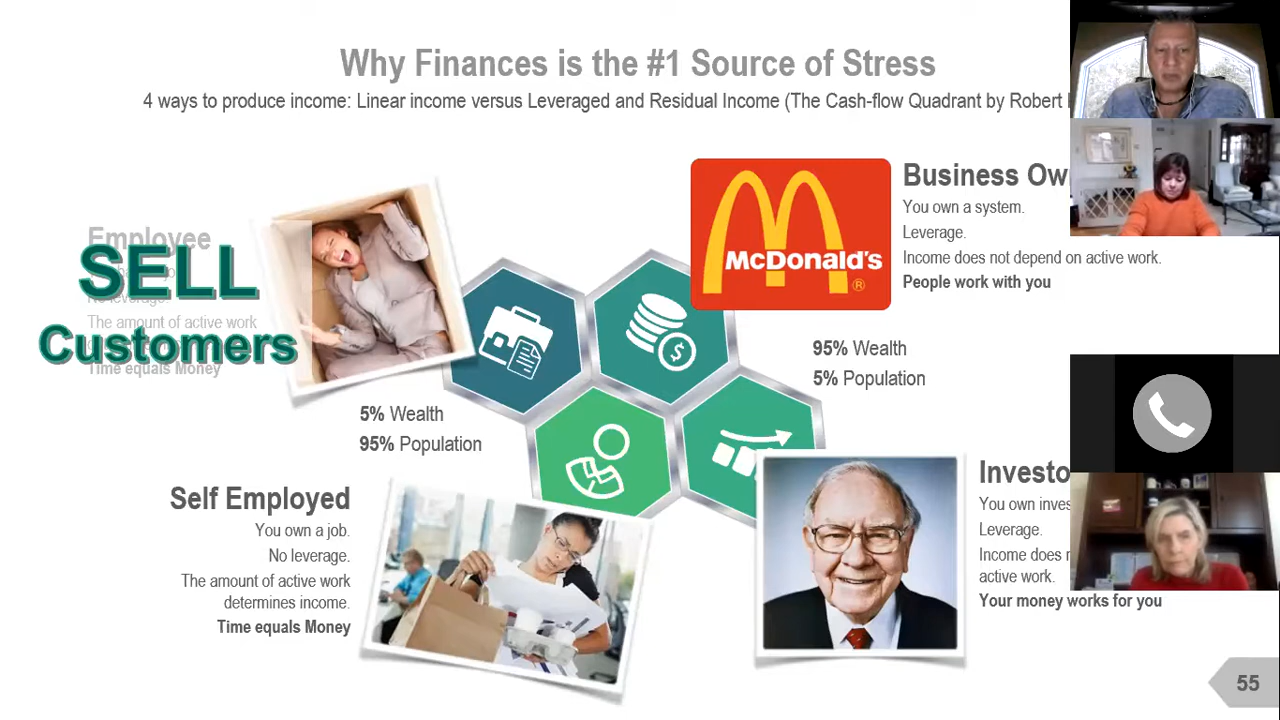 Why Finances is the #1 Source of Stress
4 ways to produce income: Linear income versus Leveraged and Residual Income (The Cash-flow Quadrant by Robert
Employee
SELL
No leverage.
The amount of active work
Customers
Time equals Money
5% Wealth
95% Population
McDonald's
®
Business Ow
You own a system.
Leverage.
Income does not depend on active work.
People work with you
95% Wealth
5% Population
Self Employed
You own a job.
No leverage.
The amount of active work
determines income.
Time equals Money
$
Investo
You own inves
Leverage.
Income does
active work.
Your money works for you
55